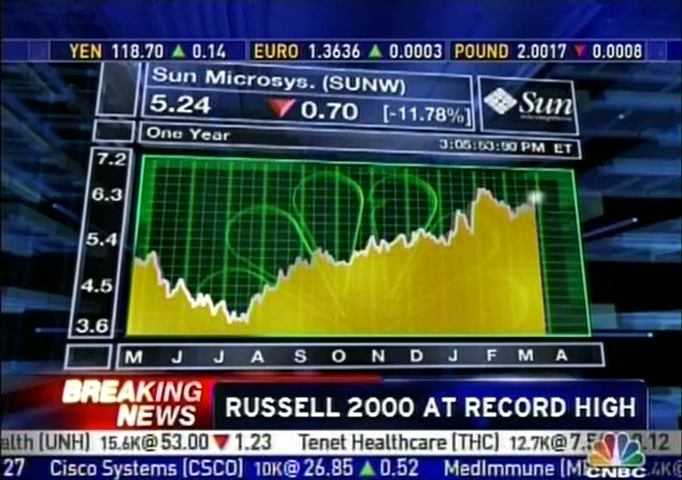 YEN 118.70 ▲ 0.14 EURO 1.3636 ▲ 0.0003 POUND 2.0017 ▼ 0.0008
Sun Microsys. (SUNW)
5.24 ▼ 0.70 [-11.78%]
Sun
microsystems
One Year
3:05:53:90 PM ET
7.2
6.3
5.4
4.5
3.6
M J J A S O N D J F M A
BREAKING
NEWS
RUSSELL 2000 AT RECORD HIGH
alth (UNH) 15.6K@53.00 ▼ 1.23 Tenet Healthcare (THC) 12.7K@7.5 0.12
27 Cisco Systems (CSCO) 10K@26.85 ▲ 0.52 MedImmune (M 4K@
CNBC